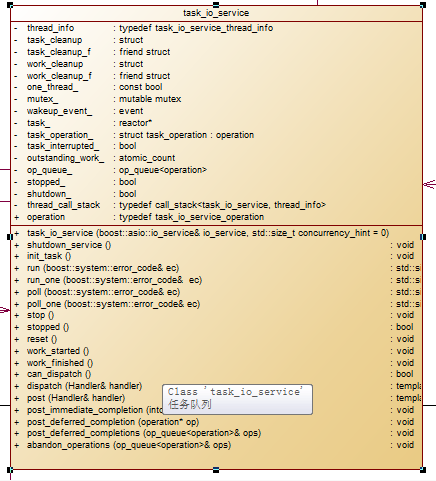 task_io_service
- thread_info : typedef task_io_service_thread_info
- task_cleanup : struct
- task_cleanup_f : friend struct
- work_cleanup : struct
- work_cleanup_f : friend struct
- one_thread_ : const bool
- mutex_ : mutable mutex
- wakeup_event_ : event
- task_ : reactor*
- task_operation_ : struct task_operation : operation
- task_interrupted_ : bool
- outstanding_work_ : atomic_count
- op_queue_ : op_queue<operation>
- stopped_ : bool
- shutdown_ : bool
- thread_call_stack : typedef call_stack<task_io_service, thread_info>
+ operation : typedef task_io_service_operation
+ task_io_service (boost::asio::io_service& io_service, std::size_t concurrency_hint = 0)
+ shutdown_service () : void
+ init_task () : void
+ run (boost::system::error_code& ec) : std::si
+ run_one (boost::system::error_code& ec) : std::si
+ poll (boost::system::error_code& ec) : std::si
+ poll_one (boost::system::error_code& ec) : std::si
+ stop () : void
+ stopped () : bool
+ reset () : void
+ work_started () : void
+ work_finished () : void
+ can_dispatch () : bool
+ dispatch (Handler& handler) : templa
+ post (Handler& handler) : templa
+ post_immediate_completion (into : void
+ post_deferred_completion (operation* op) : void
+ post_deferred_completions (op_queue<operation>& ops) : void
+ abandon_operations (op_queue<operation>& ops) : void
Class 'task_io_service'
任务队列